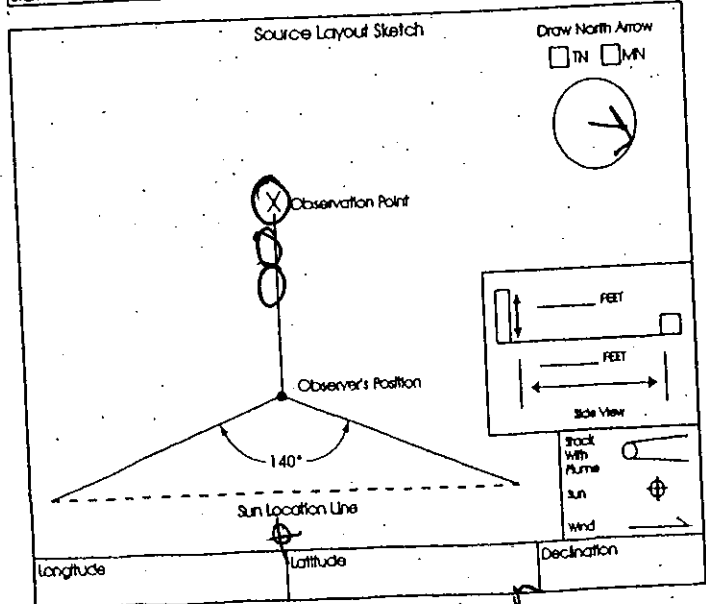 Source Layout Sketch
Draw North Arrow
TN MN
X Observation Point
FEET
FEET
Side View
Observer's Position
140°
Sun Location Line
Stack
With
Plume
Sun
Wind
Longitude
Latitude
Declination